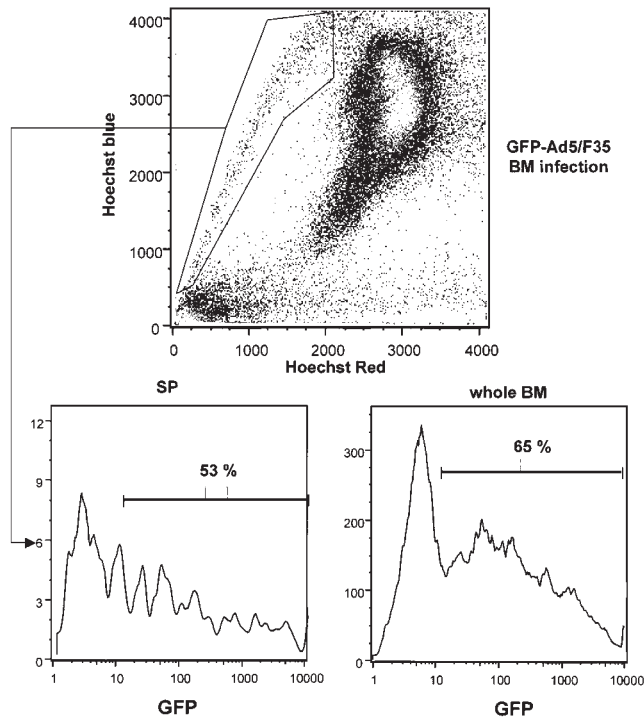 4000
3000
2000
1000
0
Hoechst blue
0 1000 2000 3000 4000
Hoechst Red
GFP-Ad5/F35
BM infection
SP
12
9
6
3
0
53 %
1 10 100 1000 10000
GFP
whole BM
300
200
100
0
65 %
1 10 100 1000 10000
GFP